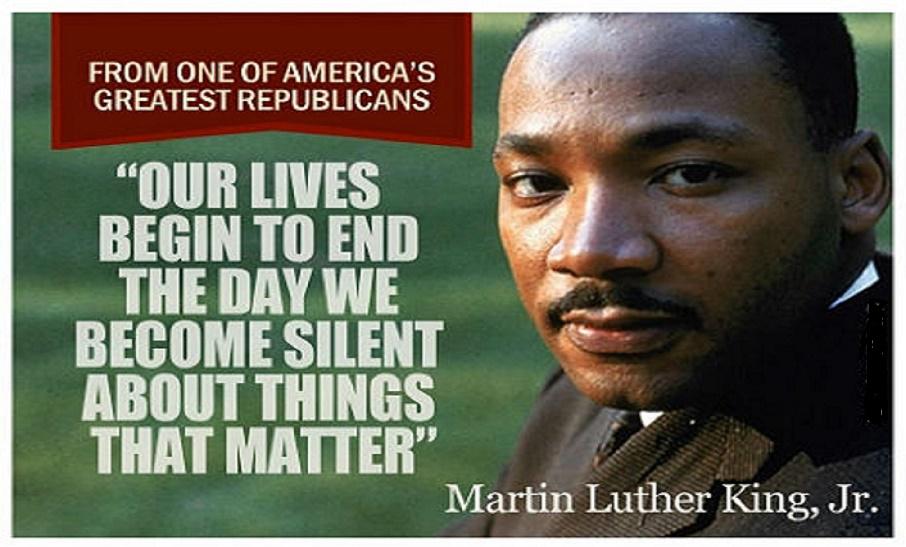 FROM ONE OF AMERICA'S
GREATEST REPUBLICANS
“OUR LIVES
BEGIN TO END
THE DAY WE
BECOME SILENT
ABOUT THINGS
THAT MATTER”
Martin Luther King, Jr.